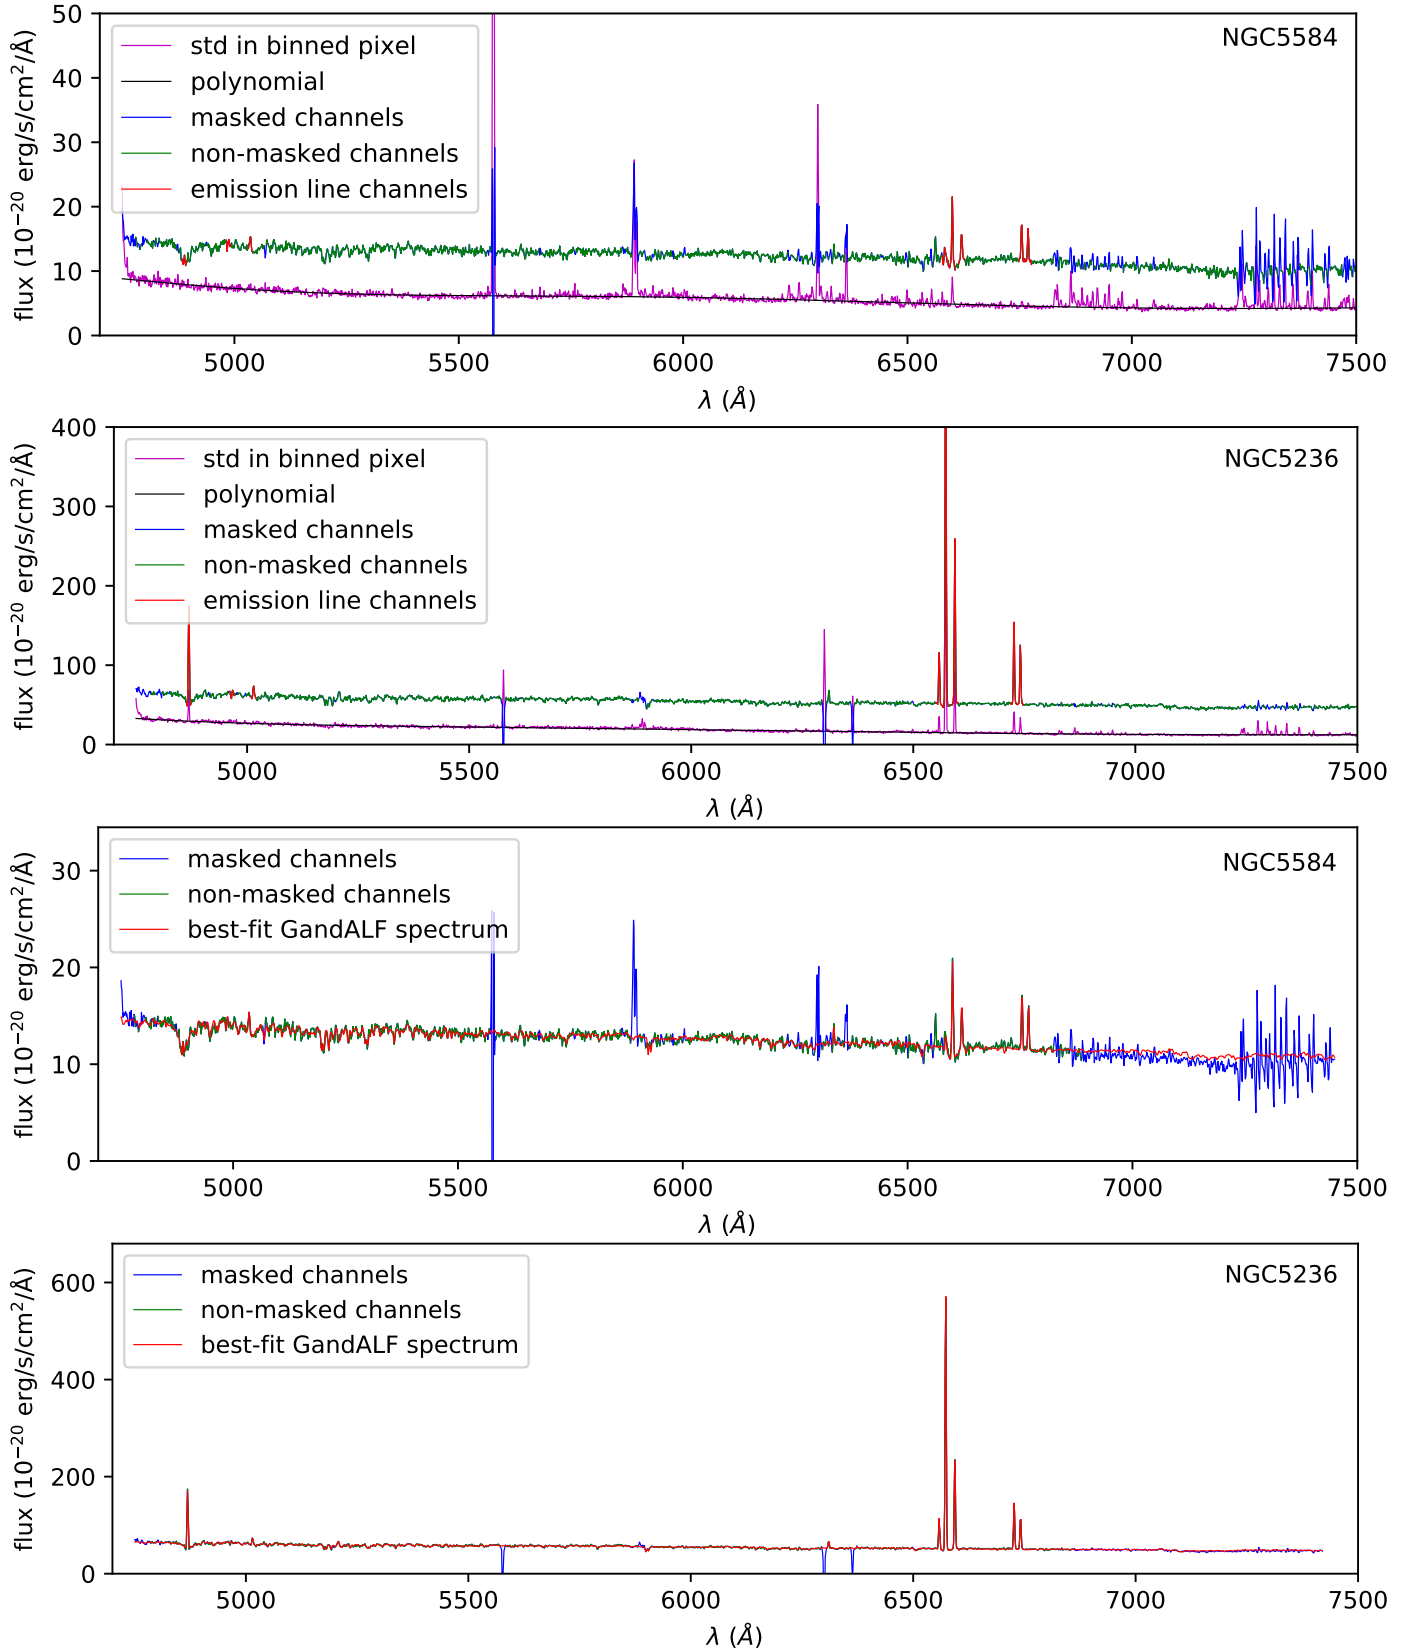 NGC5584
std in binned pixel
polynomial
masked channels
non-masked channels
emission line channels
flux (10⁻²⁰ erg/s/cm²/Å)
50
40
30
20
10
0
5000 5500 6000 6500 7000 7500
λ (Å)
NGC5236
std in binned pixel
polynomial
masked channels
non-masked channels
emission line channels
flux (10⁻²⁰ erg/s/cm²/Å)
400
300
200
100
0
5000 5500 6000 6500 7000 7500
λ (Å)
NGC5584
masked channels
non-masked channels
best-fit GandALF spectrum
flux (10⁻²⁰ erg/s/cm²/Å)
30
20
10
0
5000 5500 6000 6500 7000 7500
λ (Å)
NGC5236
masked channels
non-masked channels
best-fit GandALF spectrum
flux (10⁻²⁰ erg/s/cm²/Å)
600
400
200
0
5000 5500 6000 6500 7000 7500
λ (Å)